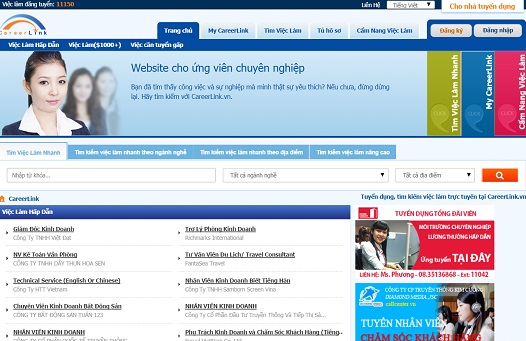 Việc làm đăng tuyển: 11150
Liên Hệ
Tiếng Việt
Cho nhà tuyển dụng
CareerLink
Trang chủ
My CareerLink
Tìm Việc Làm
Tủ hồ sơ
Cẩm Nang Việc Làm
Đăng ký
Đăng nhập
Việc Làm Hấp Dẫn
Việc Làm($1000+)
Việc cần tuyển gấp
Website cho ứng viên chuyên nghiệp
Bạn đã tìm thấy công việc và sự nghiệp mà mình thật sự yêu thích? Nếu chưa, đừng dừng
lại. Hãy tìm kiếm với CareerLink.vn.
Tìm Việc Làm Nhanh
My CareerLink
Cẩm Nang Việc Làm
CLICK
CLICK
CLICK
Tìm Việc Làm Nhanh
Tìm kiếm việc làm nhanh theo ngành nghề
Tìm kiếm việc làm nhanh theo địa điểm
Tìm kiếm việc làm nâng cao
Nhập từ khóa...
Tất cả ngành nghề
Tất cả địa điểm
CareerLink
Tuyển dụng, tìm kiếm việc làm trực tuyến tại CareerLink.vn
Việc Làm Hấp Dẫn
Giám Đốc Kinh Doanh
Công Ty TNHH Việt Đạt
Trợ Lý Phòng Kinh Doanh
Richmarks International
NV Kế Toán Văn Phòng
CÔNG TY TNHH DÂY THUN HOA SEN
Tư Vấn Viên Du Lịch/ Travel Consultant
FantaSea Travel
Technical Service (English Or Chinese)
Công Ty HTT Vietnam
Nhân Viên Kinh Doanh Biết Tiếng Hàn
Công Ty TNHH Samborn Screen Vina
Chuyên Viên Kinh Doanh Bất Động Sản
CÔNG TY BẤT ĐỘNG SẢN TUẤN 123
NHÂN VIÊN KINH DOANH
Công Ty Cổ Phần Đầu Tư Truyền Thông Và Tiếp Thị Sà...
NHÂN VIÊN KINH DOANH
Phụ Trách Kinh Doanh và Chăm Sóc Khách Hàng (Tiếng..
TUYỂN DỤNG TỔNG ĐÀI VIÊN
MÔI TRƯỜNG CHUYÊN NGHIỆP
LƯƠNG THƯỞNG HẤP DẪN
Ứng tuyển TẠI ĐÂY
LIÊN HỆ: Ms. Phương - 08.35136868 - Ext: 11042
CÔNG TY CP TRUYỀN THÔNG KIM CƯƠNG
DIAMOND MEDIA .,JSC
callcenter.vn
TUYỂN NHÂN VIÊN
CHĂM SÓC KHÁCH HÀNG